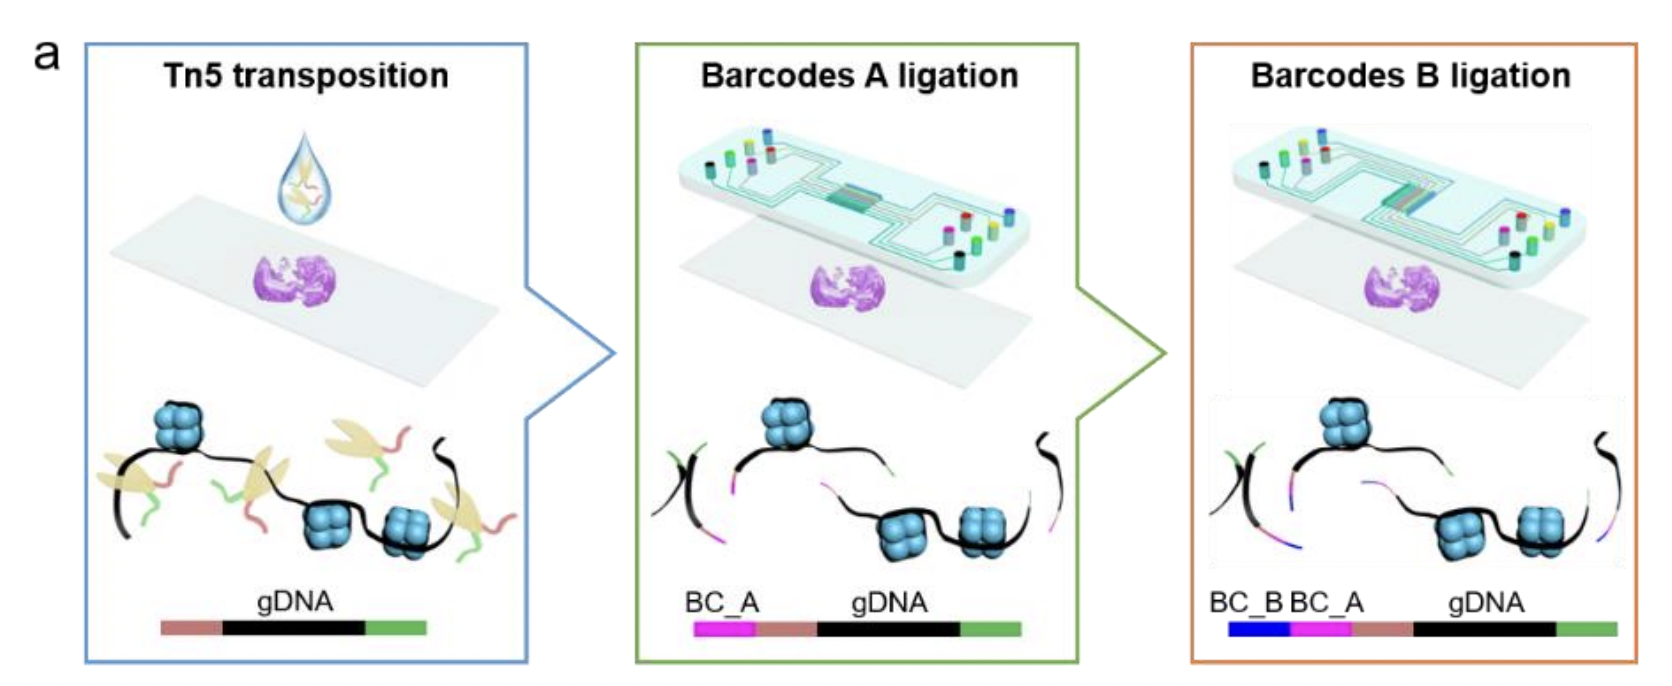 a
Tn5 transposition
gDNA
Barcodes A ligation
BC_A gDNA
Barcodes B ligation
BC_B BC_A gDNA